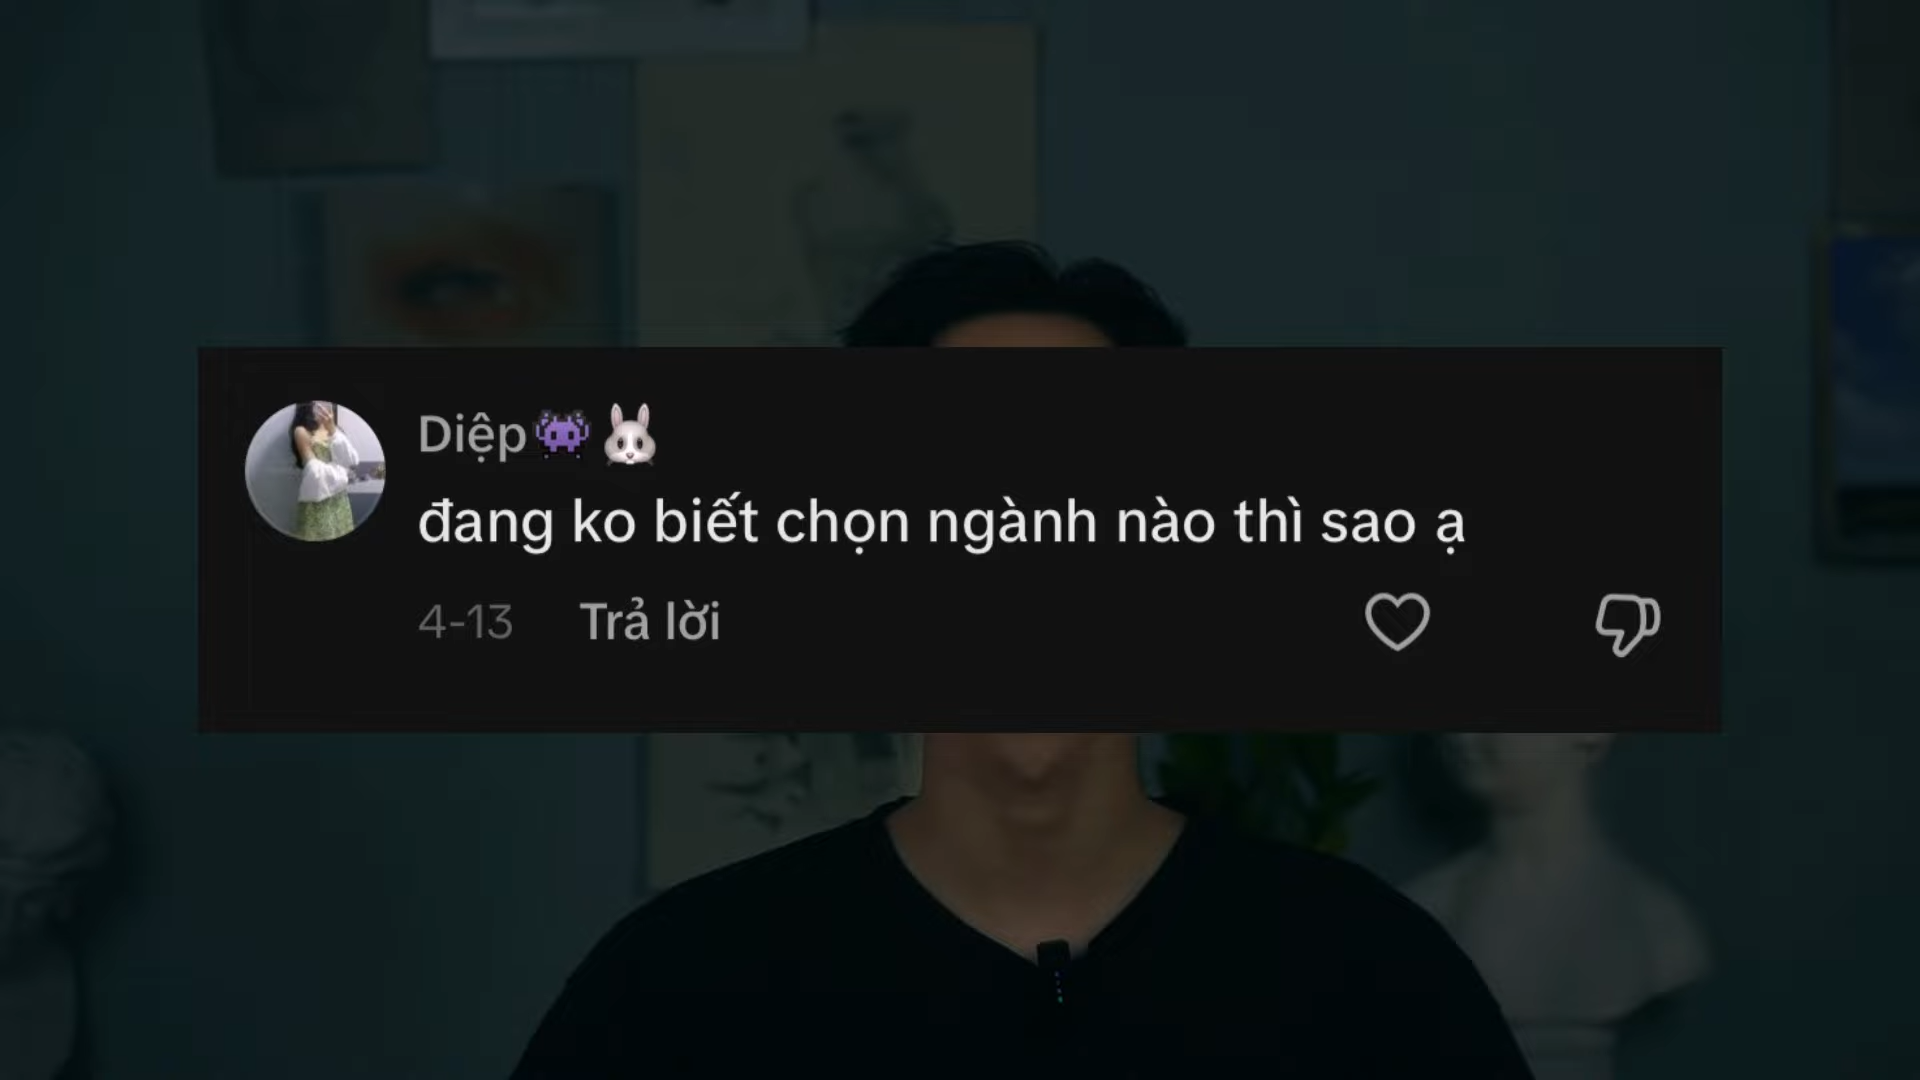 Diệp👾🐰
đang ko biết chọn ngành nào thì sao ạ
4-13 Trả lời